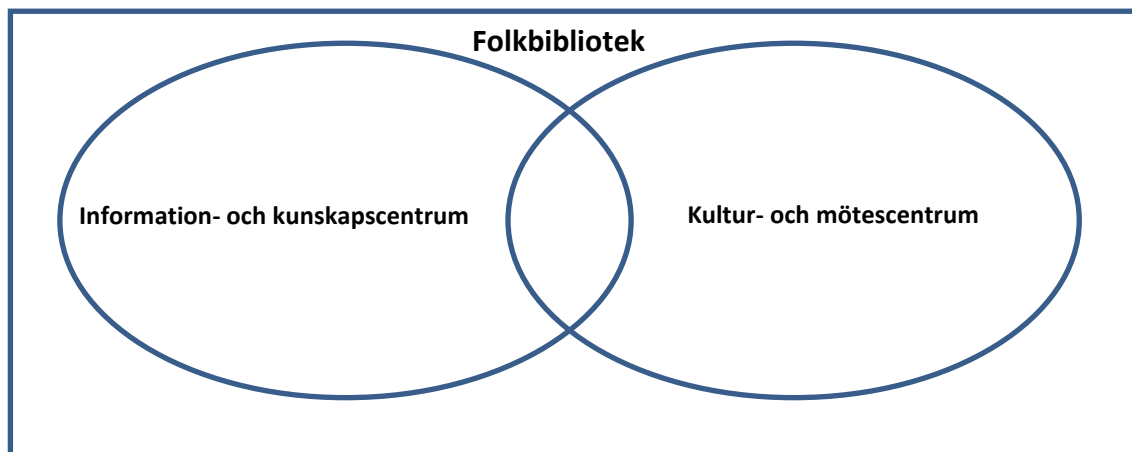 Folkbibliotek
Information- och kunskapscentrum
Kultur- och mötescentrum